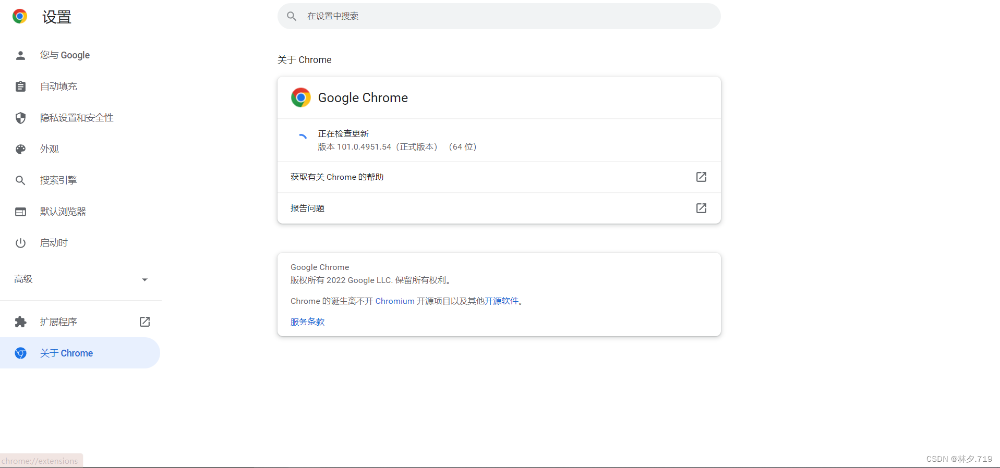 设置
在设置中搜索
您与 Google
自动填充
隐私设置和安全性
外观
搜索引擎
默认浏览器
启动时
高级
扩展程序
关于 Chrome
关于 Chrome
Google Chrome
正在检查更新
版本 101.0.4951.54（正式版本） （64 位）
获取有关 Chrome 的帮助
报告问题
Google Chrome
版权所有 2022 Google LLC. 保留所有权利。
Chrome 的诞生离不开 Chromium 开源项目以及其他开源软件。
服务条款
chrome://extensions
CSDN @林夕.719